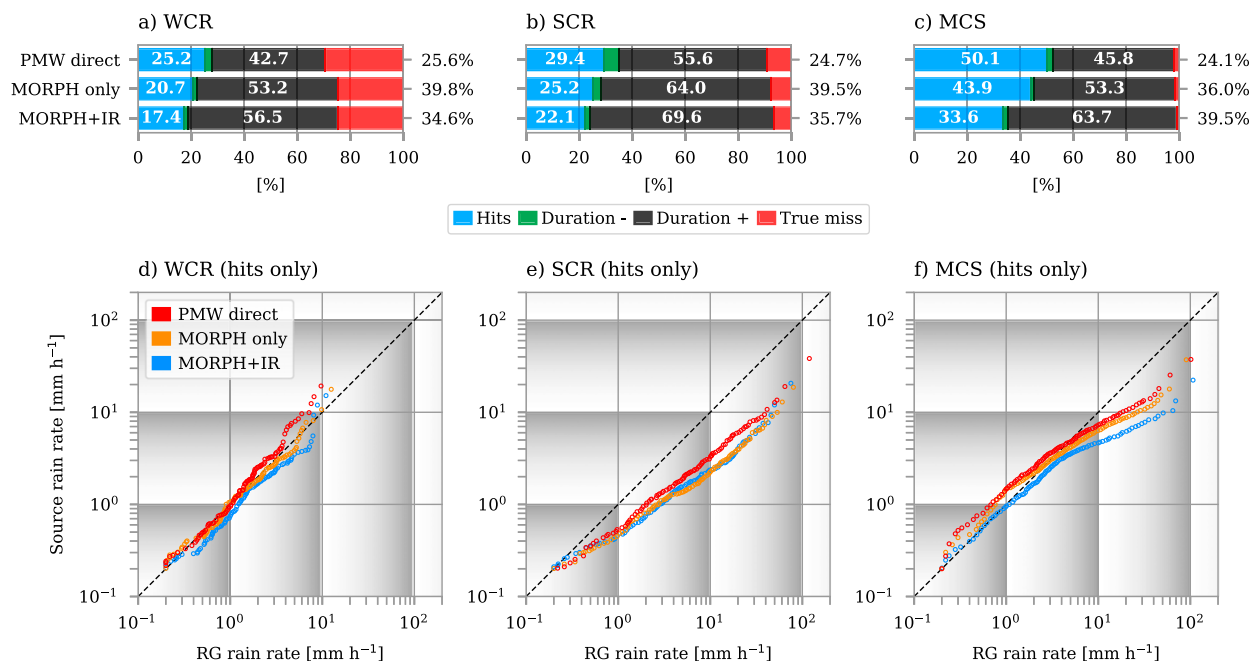 a) WCR
b) SCR
c) MCS
PMW direct 25.2 42.7 25.6% 29.4 55.6 24.7% 50.1 45.8 24.1%
MORPH only 20.7 53.2 39.8% 25.2 64.0 39.5% 43.9 53.3 36.0%
MORPH+IR 17.4 56.5 34.6% 22.1 69.6 35.7% 33.6 63.7 39.5%
0 20 40 60 80 100 0 20 40 60 80 100 0 20 40 60 80 100
[%] [%] [%]
Hits Duration - Duration + True miss
d) WCR (hits only)
e) SCR (hits only)
f) MCS (hits only)
Source rain rate [mm h⁻¹]
PMW direct
MORPH only
MORPH+IR
10² 10² 10²
10¹ 10¹ 10¹
10⁰ 10⁰ 10⁰
10⁻¹ 10⁻¹ 10⁻¹
10⁻¹ 10⁰ 10¹ 10² 10⁻¹ 10⁰ 10¹ 10² 10⁻¹ 10⁰ 10¹ 10²
RG rain rate [mm h⁻¹] RG rain rate [mm h⁻¹] RG rain rate [mm h⁻¹]